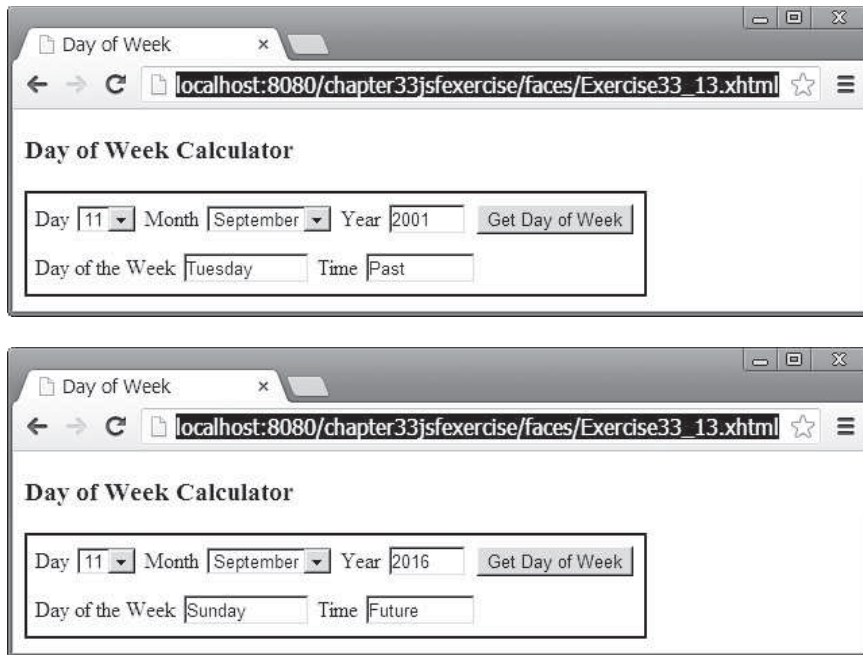 Day of Week
localhost:8080/chapter33jsfexercise/faces/Exercise33_13.xhtml
Day of Week Calculator
Day 11 Month September Year 2001 Get Day of Week
Day of the Week Tuesday Time Past
Day of Week
localhost:8080/chapter33jsfexercise/faces/Exercise33_13.xhtml
Day of Week Calculator
Day 11 Month September Year 2016 Get Day of Week
Day of the Week Sunday Time Future